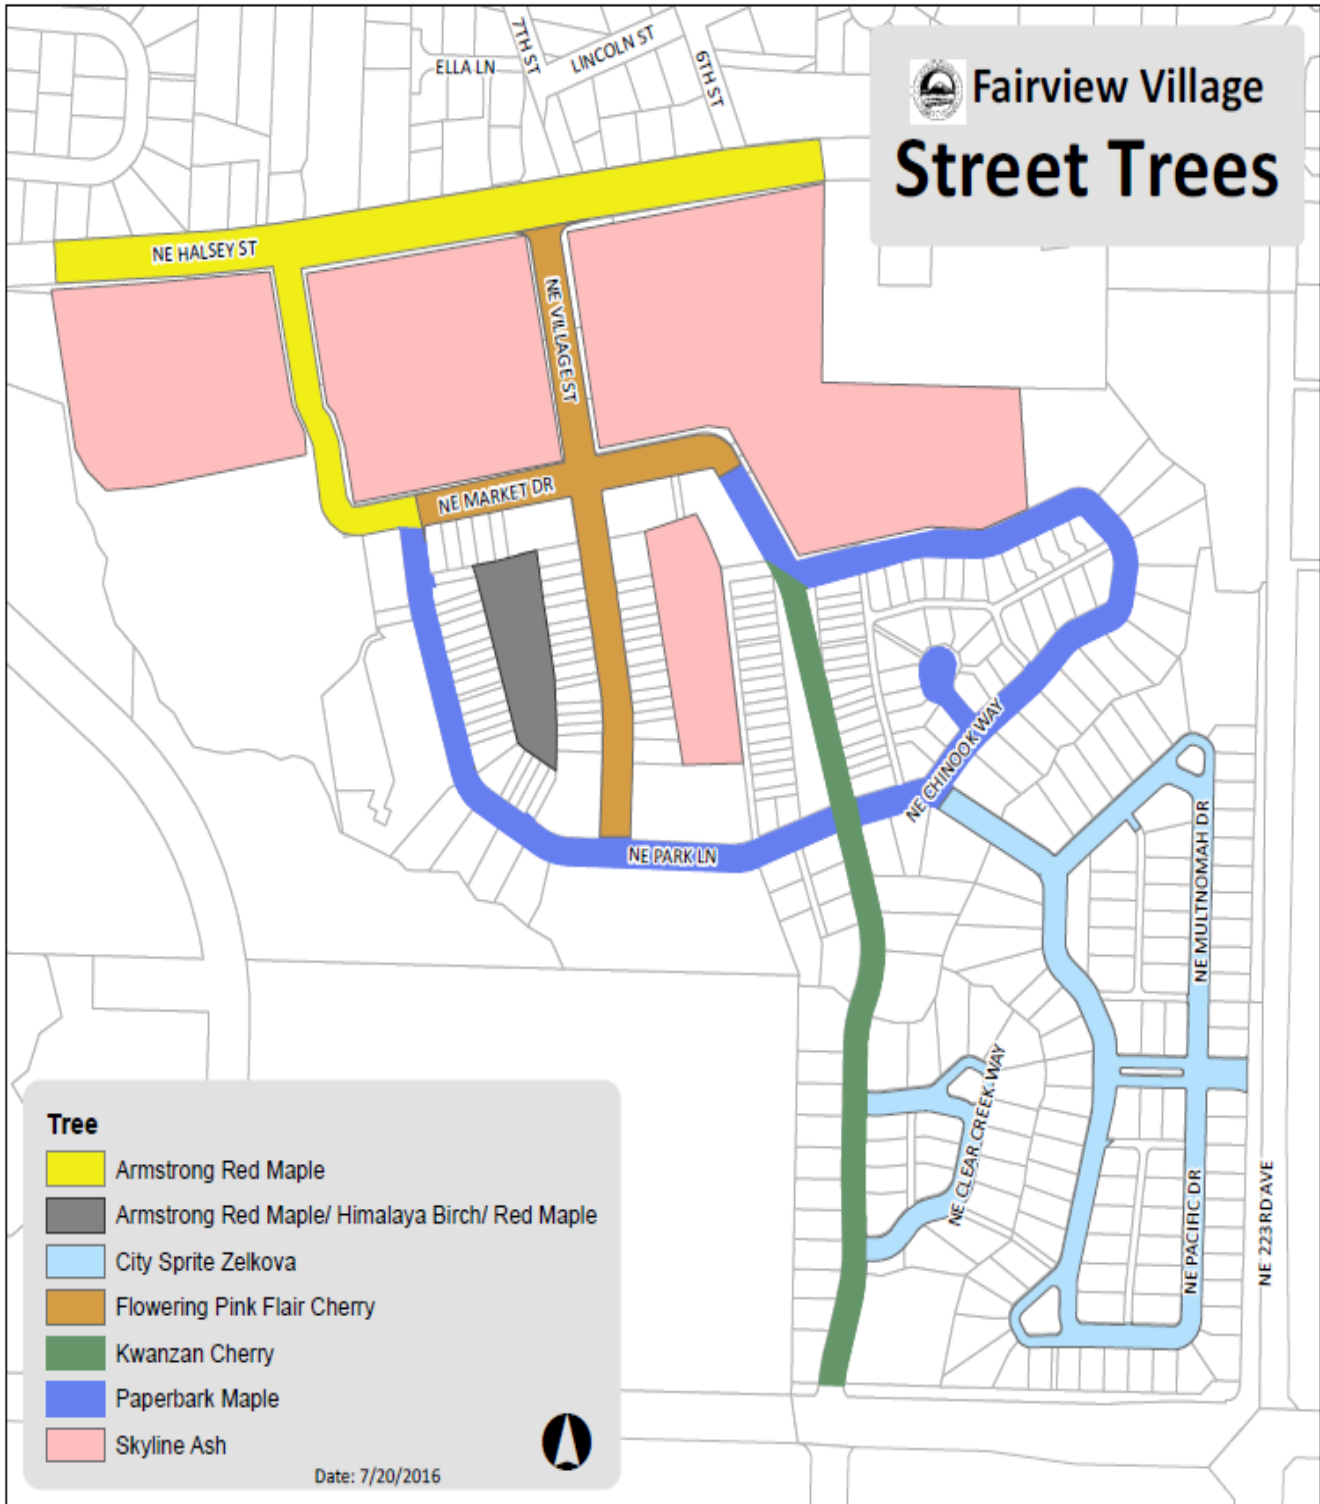 Fairview Village
Street Trees
ELLA LN
7TH ST
LINCOLN ST
6TH ST
NE HALSEY ST
NE VILLAGE ST
NE MARKET DR
NE CHINOOK WAY
NE PARK LN
NE MULTNOMAH DR
NE CLEAR CREEK WAY
NE PACIFIC DR
NE 223RD AVE
Tree
Armstrong Red Maple
Armstrong Red Maple/ Himalaya Birch/ Red Maple
City Sprite Zelkova
Flowering Pink Flair Cherry
Kwanzan Cherry
Paperbark Maple
Skyline Ash
Date: 7/20/2016